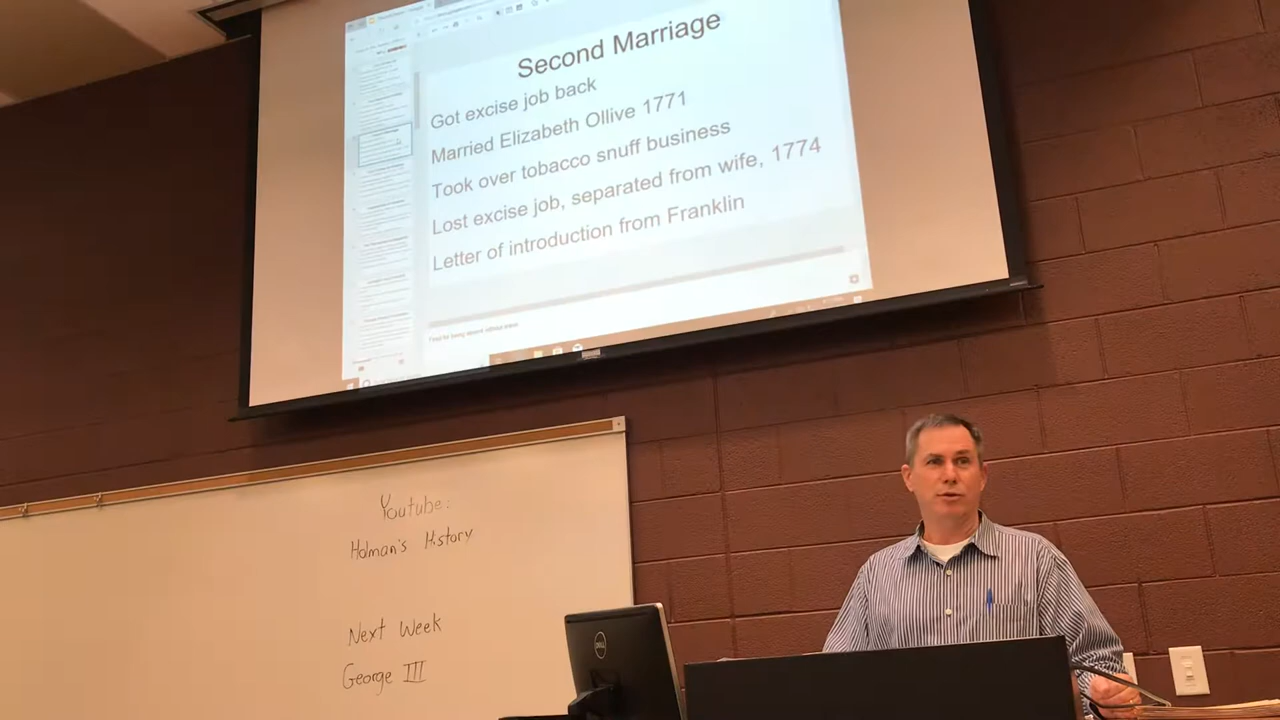 Second Marriage
Got excise job back
Married Elizabeth Ollive 1771
Took over tobacco snuff business
Lost excise job, separated from wife, 1774
Letter of introduction from Franklin
Youtube:
Holman's History
Next Week
George III
DELL